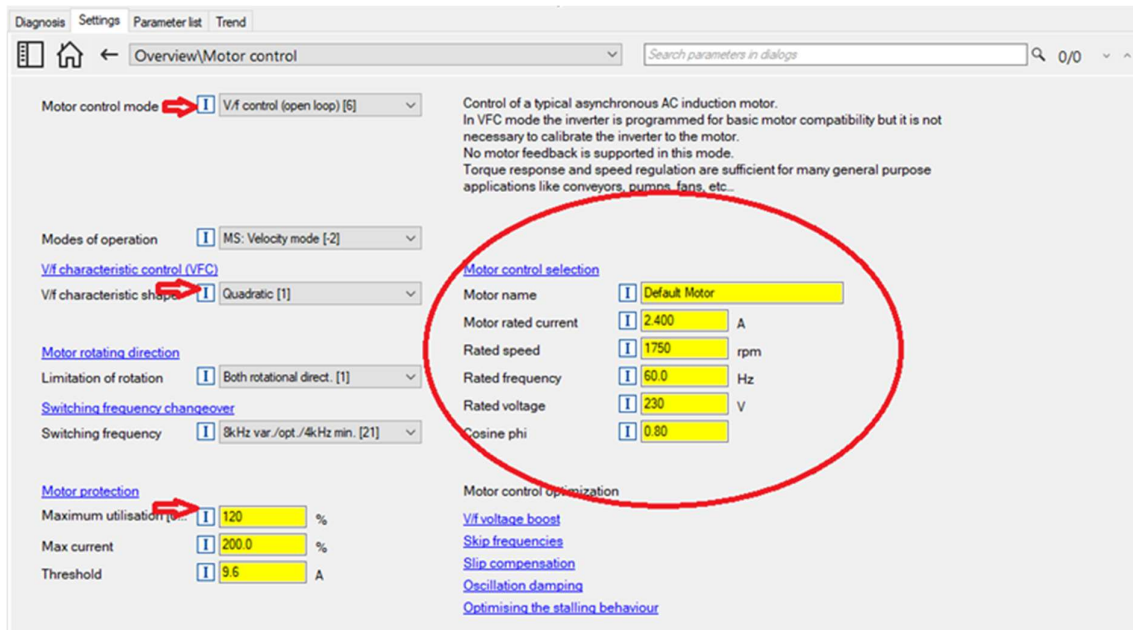 Diagnosis Settings Parameter list Trend
Overview\Motor control
Search parameters in dialogs
0/0
Motor control mode
V/f control (open loop) [6]
Control of a typical asynchronous AC induction motor.
In VFC mode the inverter is programmed for basic motor compatibility but it is not
necessary to calibrate the inverter to the motor.
No motor feedback is supported in this mode.
Torque response and speed regulation are sufficient for many general purpose
applications like conveyors, pumps, fans, etc..
Modes of operation
MS: Velocity mode [-2]
V/f characteristic control (VFC)
V/f characteristic shape
Quadratic [1]
Motor rotating direction
Limitation of rotation
Both rotational direct. [1]
Switching frequency changeover
Switching frequency
8kHz var./opt./4kHz min. [21]
Motor protection
Maximum utilisation
120 %
Max current
200.0 %
Threshold
9.6 A
Motor control selection
Motor name
Default Motor
Motor rated current
2.400 A
Rated speed
1750 rpm
Rated frequency
60.0 Hz
Rated voltage
230 V
Cosine phi
0.80
Motor control optimization
V/f voltage boost
Skip frequencies
Slip compensation
Oscillation damping
Optimising the stalling behaviour